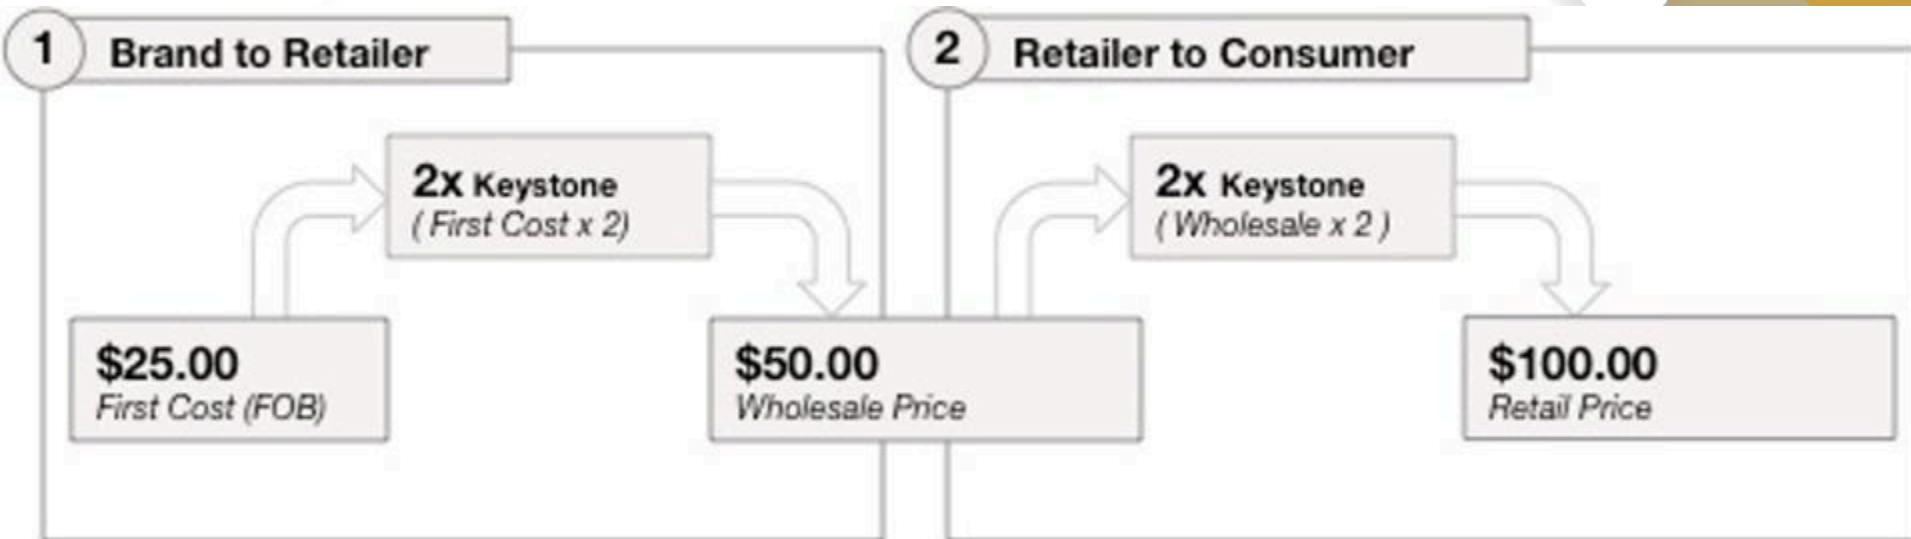 1
Brand to Retailer
2x Keystone
( First Cost x 2)
$25.00
First Cost (FOB)
$50.00
Wholesale Price
2
Retailer to Consumer
2x Keystone
( Wholesale x 2 )
$100.00
Retail Price